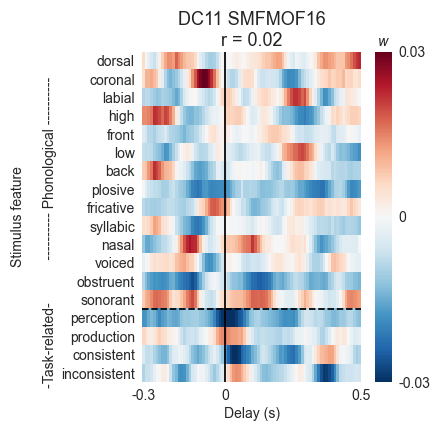 DC11 SMFMOF16
r = 0.02
w
Stimulus feature
---------- Phonological ----------
-Task-related-
dorsal
coronal
labial
high
front
low
back
plosive
fricative
syllabic
nasal
voiced
obstruent
sonorant
perception
production
consistent
inconsistent
-0.3
0
0.5
Delay (s)
0.03
0
-0.03